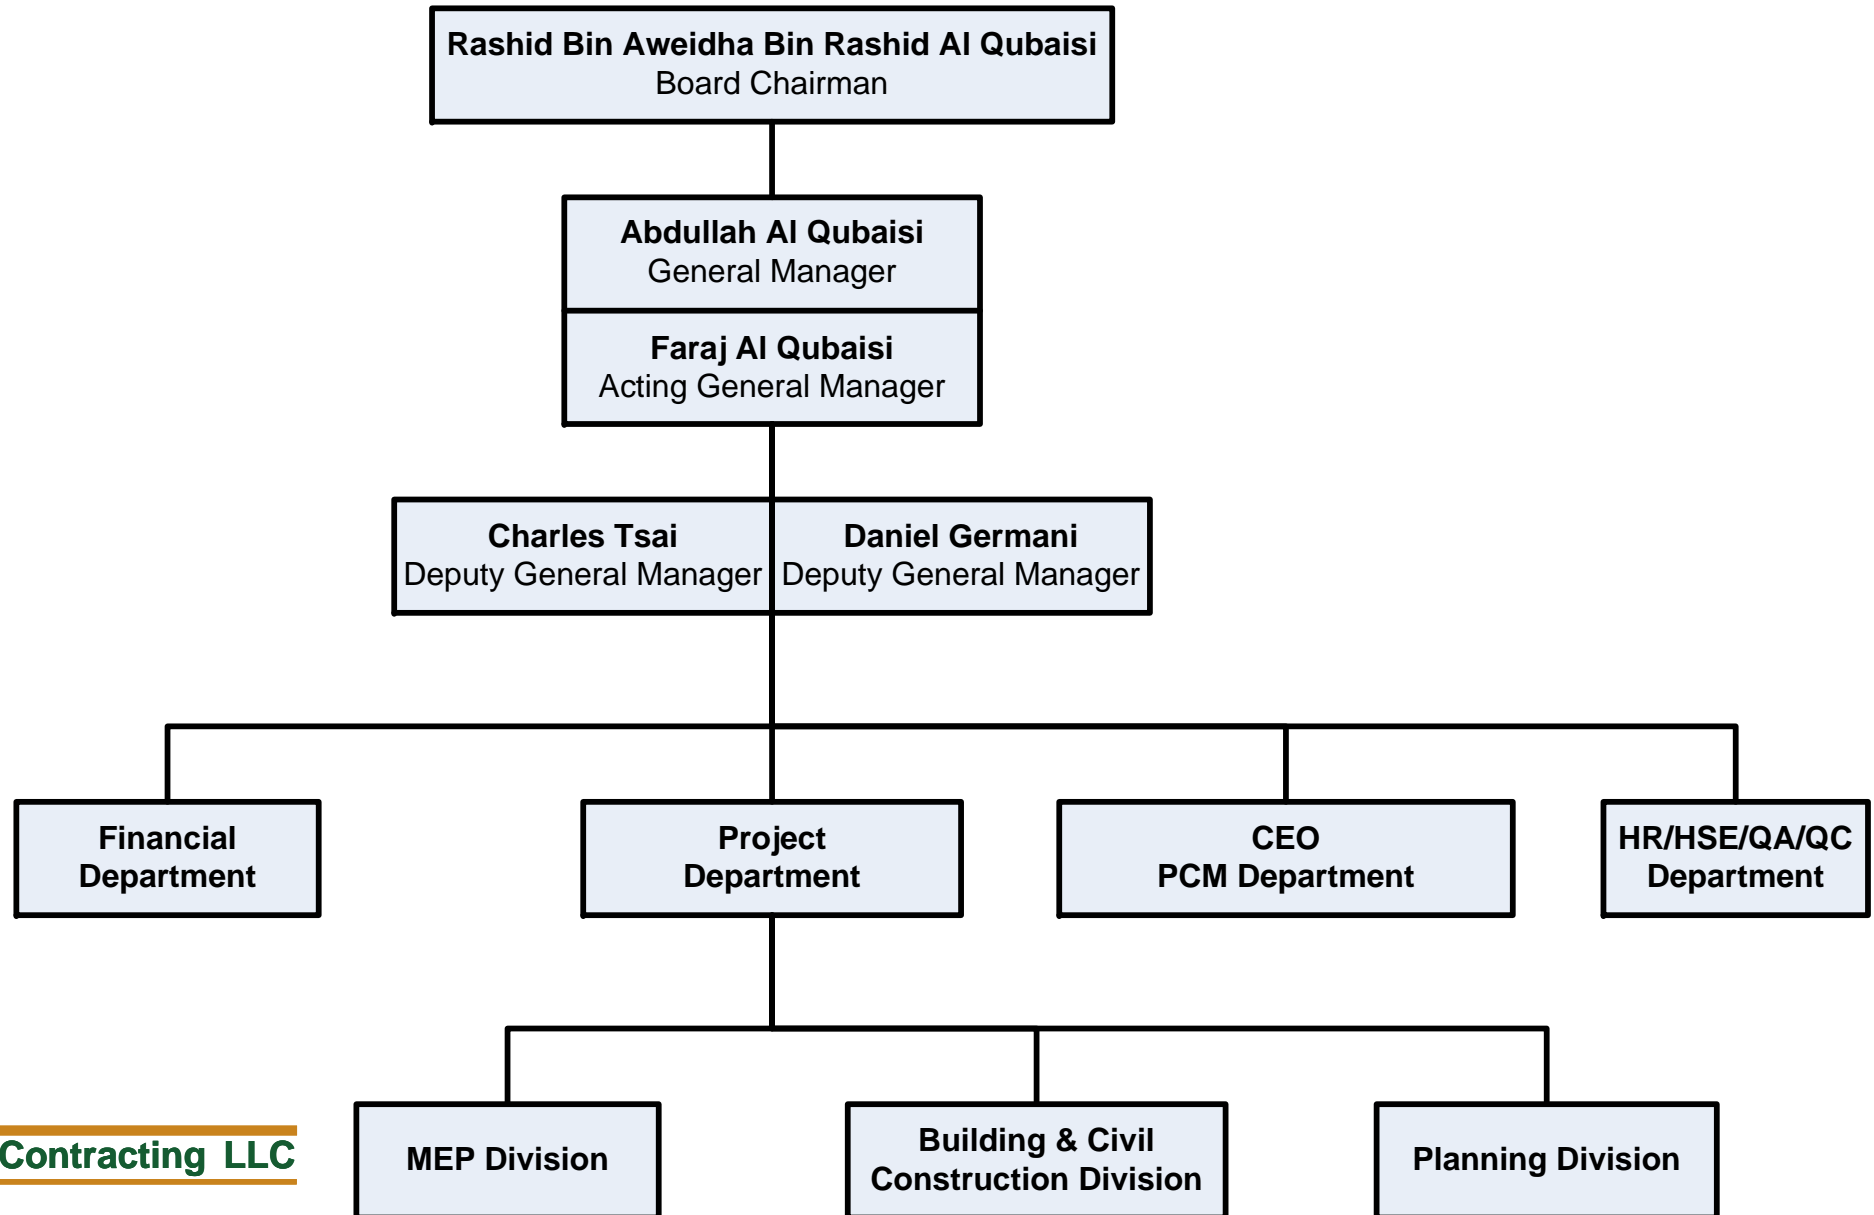 Rashid Bin Aweidha Bin Rashid Al Qubaisi
Board Chairman
Abdullah Al Qubaisi
General Manager
Faraj Al Qubaisi
Acting General Manager
Charles Tsai
Deputy General Manager
Daniel Germani
Deputy General Manager
Financial
Department
Project
Department
CEO
PCM Department
HR/HSE/QA/QC
Department
MEP Division
Building & Civil
Construction Division
Planning Division
Contracting LLC